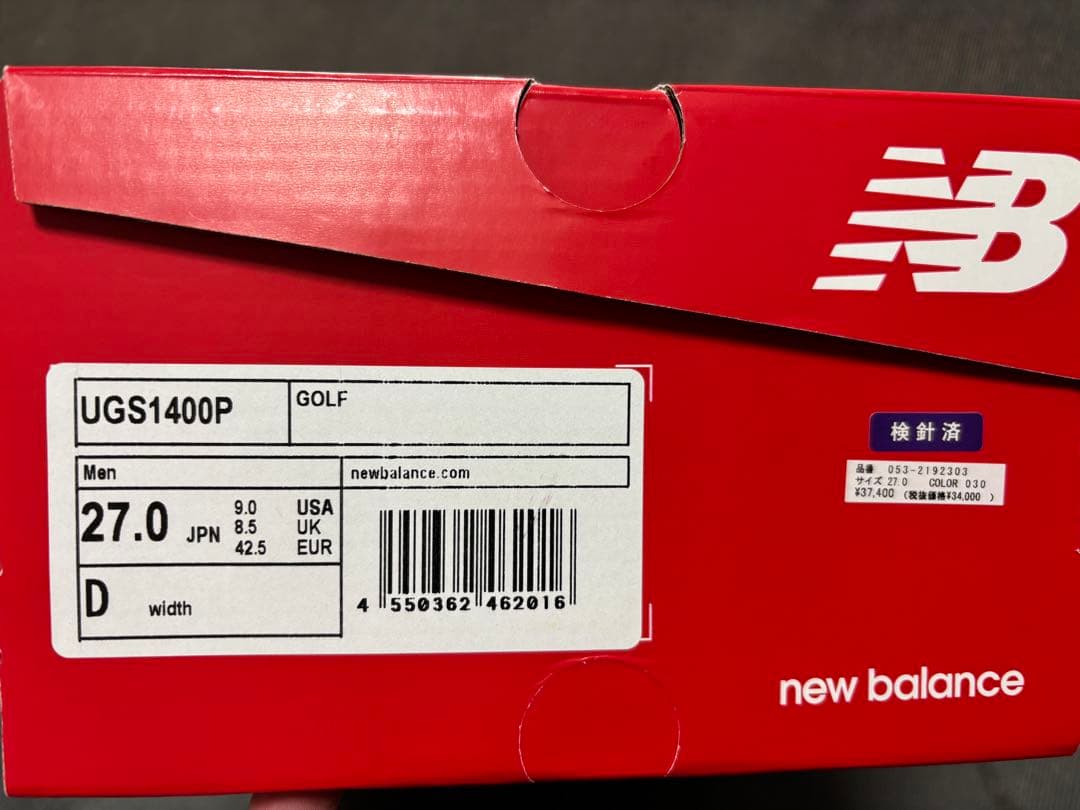 NB
UGS1400P
GOLF
Men
newbalance.com
27.0 JPN
9.0 USA
8.5 UK
42.5 EUR
D width
4 550362 462016
検針済
品番 053-2192303
サイズ 27.0 COLOR 030
¥37,400 (税抜価格¥34,000 )
new balance